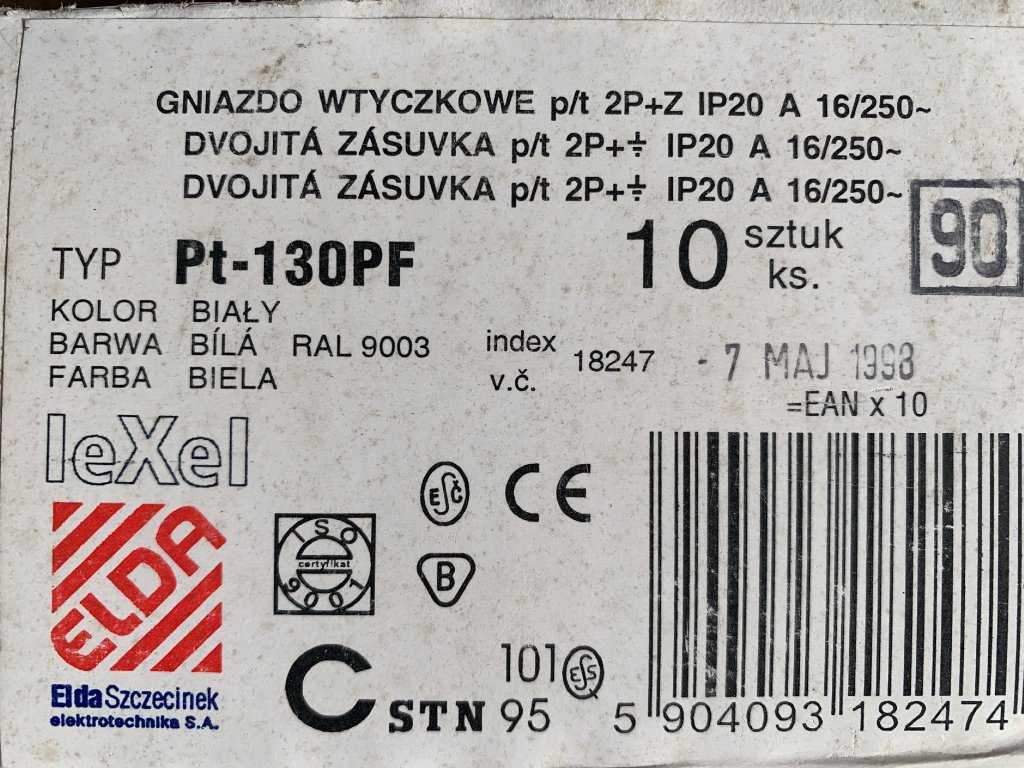 GNIAZDO WTYCZKOWE p/t 2P+Z IP20 A 16/250~
DVOJITÁ ZÁSUVKA p/t 2P+⏚ IP20 A 16/250~
DVOJITÁ ZÁSUVKA p/t 2P+⏚ IP20 A 16/250~
90
TYP Pt-130PF
10 sztuk
ks.
KOLOR BIAŁY
BARWA BÍLÁ RAL 9003
FARBA BIELA
index
v.č.
18247
- 7 MAJ 1998
=EAN x 10
leXel
ESČ
CE
ELDA
ISO
certyfikat
9001
B
Elda Szczecinek
elektrotechnika S.A.
C STN
101
95
5 904093 182474